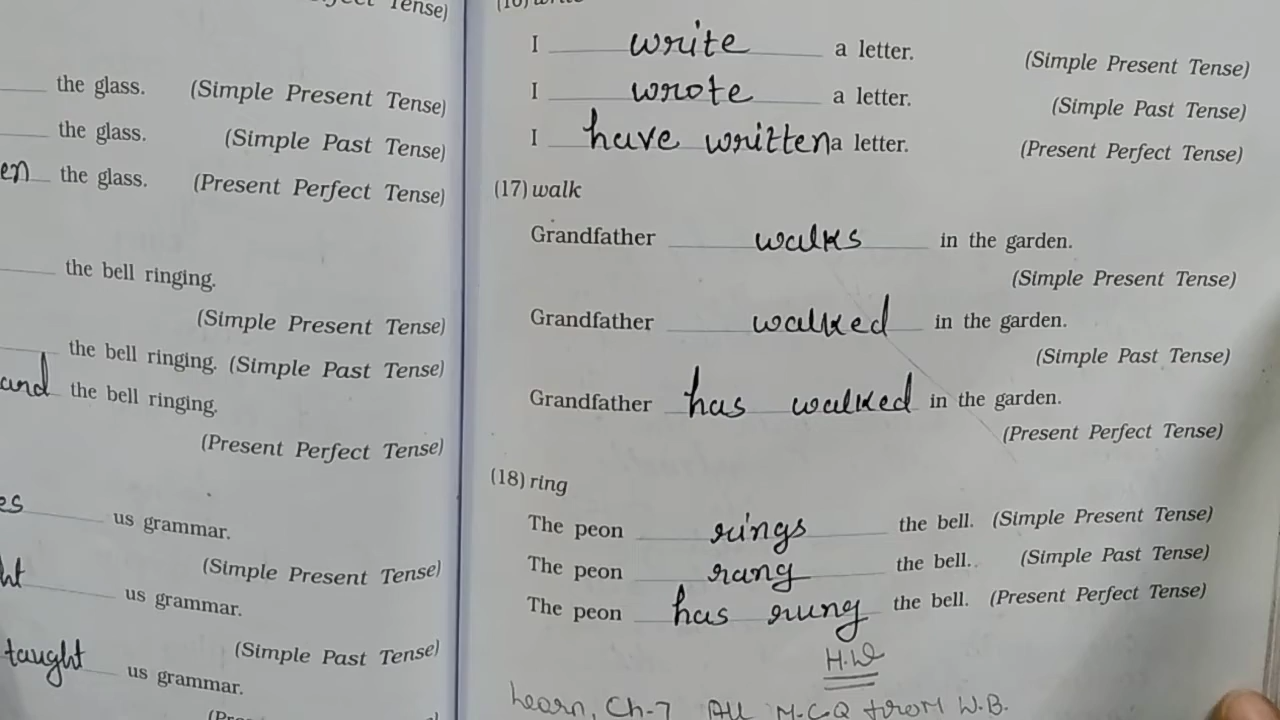 Tense)
the glass. (Simple Present Tense)
the glass. (Simple Past Tense)
en the glass. (Present Perfect Tense)
the bell ringing.
(Simple Present Tense)
the bell ringing. (Simple Past Tense)
and the bell ringing.
(Present Perfect Tense)
es us grammar.
(Simple Present Tense)
ht us grammar.
(Simple Past Tense)
taught us grammar.
(16) write
I write a letter. (Simple Present Tense)
I wrote a letter. (Simple Past Tense)
I have written a letter. (Present Perfect Tense)
(17) walk
Grandfather walks in the garden.
(Simple Present Tense)
Grandfather walked in the garden.
(Simple Past Tense)
Grandfather has walked in the garden.
(Present Perfect Tense)
(18) ring
The peon rings the bell. (Simple Present Tense)
The peon rang the bell. (Simple Past Tense)
The peon has rung the bell. (Present Perfect Tense)
H.W
Learn, Ch-7 All M.C.Q from W.B.